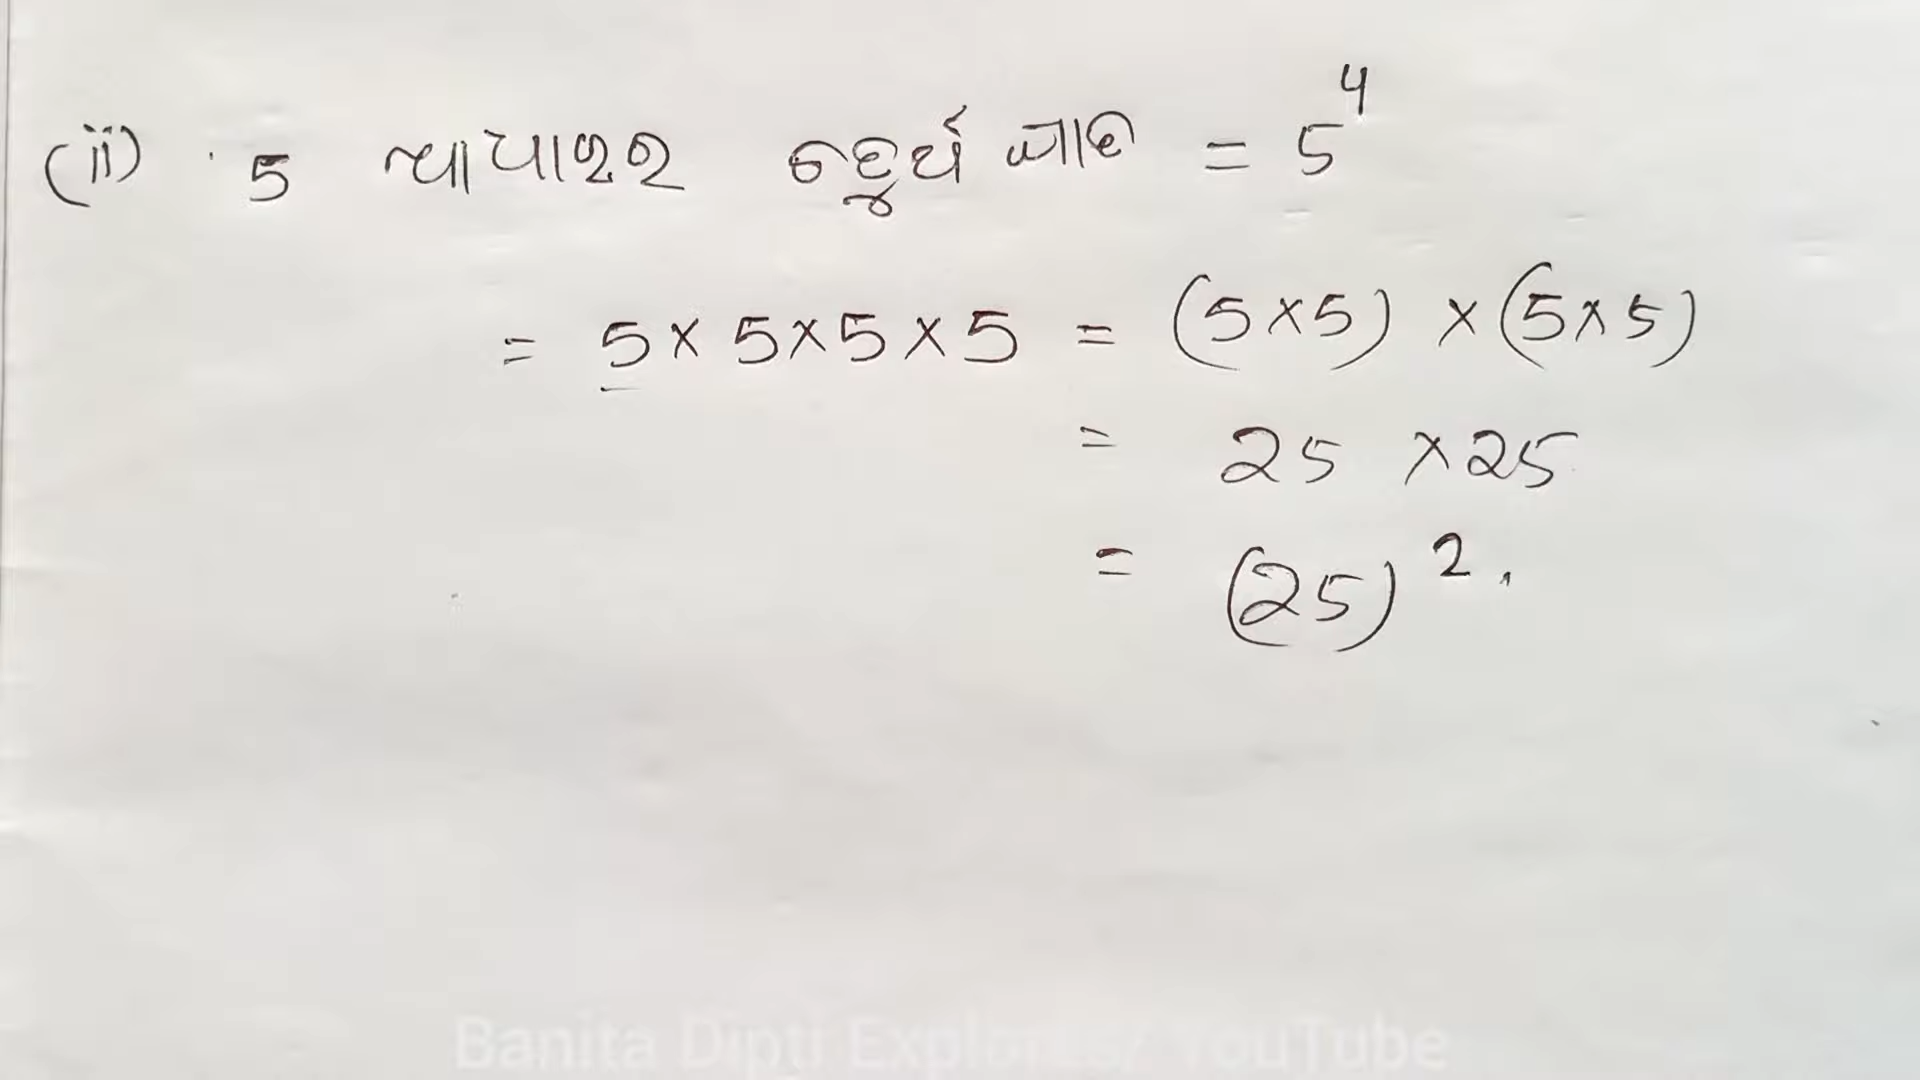 (ii) 5 ଆଧାରର ଚତୁର୍ଥ ଘାତ = 5⁴
= 5 × 5 × 5 × 5 = (5 × 5) × (5 × 5)
= 25 × 25
= (25)².
Banita Dipti Explores/ YouTube